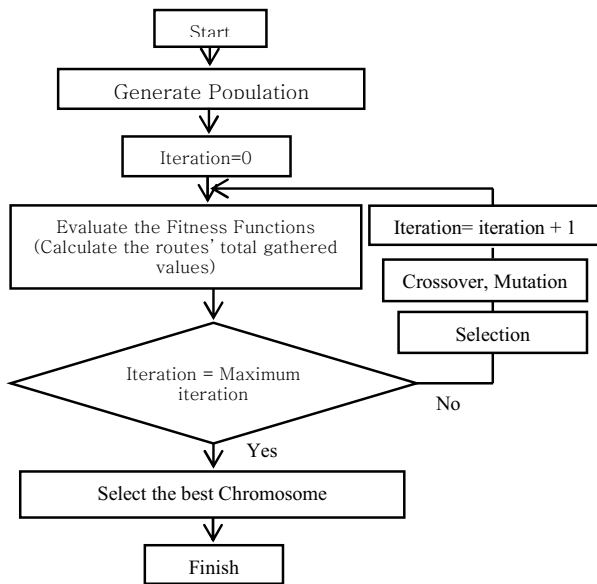 Start
Generate Population
Iteration=0
Evaluate the Fitness Functions
(Calculate the routes' total gathered
values)
Iteration= iteration + 1
Crossover, Mutation
Selection
Iteration = Maximum
iteration
No
Yes
Select the best Chromosome
Finish